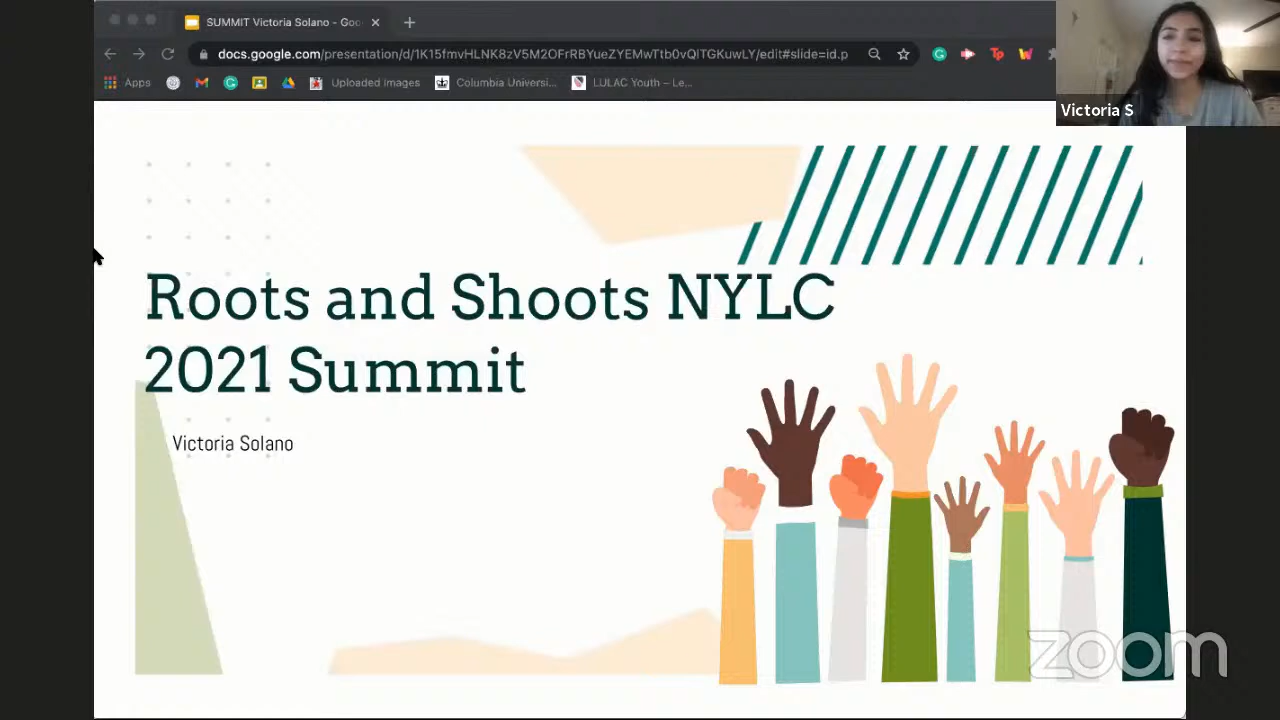 SUMMIT Victoria Solano - Goo
docs.google.com/presentation/d/1K15fmvHLNK8zV5M2OFrRBYueZYEMwTtb0vQlTGKuwLY/edit#slide=id.p
Apps
Uploaded Images
Columbia Universi...
LULAC Youth – Le...
Victoria S
Roots and Shoots NYLC
2021 Summit
Victoria Solano
zoom